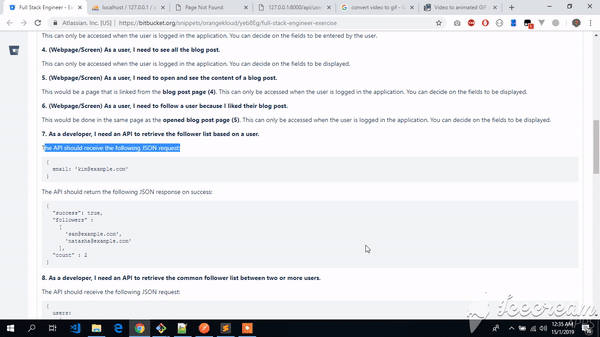 Full Stack Engineer - Exercise
localhost / 127.0.0.1 /
Page Not Found
127.0.0.1:8000/api/use
convert video to gif - G
Video to animated GIF
Atlassian, Inc. [US] | https://bitbucket.org/snippets/orangekloud/
/full-stack-engineer-exercise
This can only be accessed when the user is logged in the application. You can decide on the fields to be entered by the user.
4. (Webpage/Screen) As a user, I need to see all the blog post.
This can only be accessed when the user is logged in the application. You can decide on the fields to be displayed.
5. (Webpage/Screen) As a user, I need to open and see the content of a blog post.
This would be a page that is linked from the blog post page (4). This can only be accessed when the user is logged in the application. You can decide on the fields to be displayed.
6. (Webpage/Screen) As a user, I need to follow a user because I liked their blog post.
This would be done in the same page as the opened blog post page (5). This can only be accessed when the user is logged in the application. You can decide on the fields to be displayed.
7. As a developer, I need an API to retrieve the follower list based on a user.
The API should receive the following JSON request:
{
email: 'kim@example.com'
}
The API should return the following JSON response on success:
{
"success": true,
"followers" :
[
'san@example.com',
'natasha@example.com'
],
"count" : 2
}
8. As a developer, I need an API to retrieve the common follower list between two or more users.
The API should receive the following JSON request:
{
users:
Icecream
12:35 AM
15/1/2019